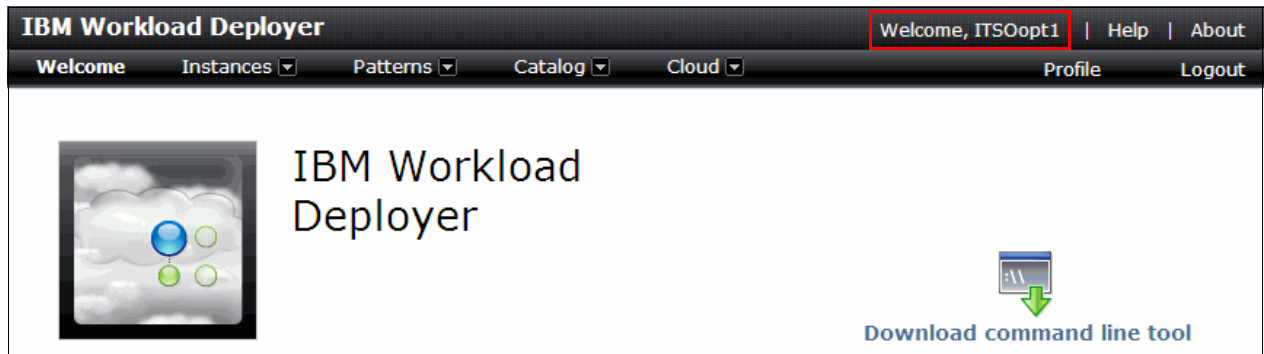 IBM Workload Deployer
Welcome, ITSOopt1 | Help | About
Welcome Instances Patterns Catalog Cloud Profile Logout
IBM Workload
Deployer
:\\
Download command line tool